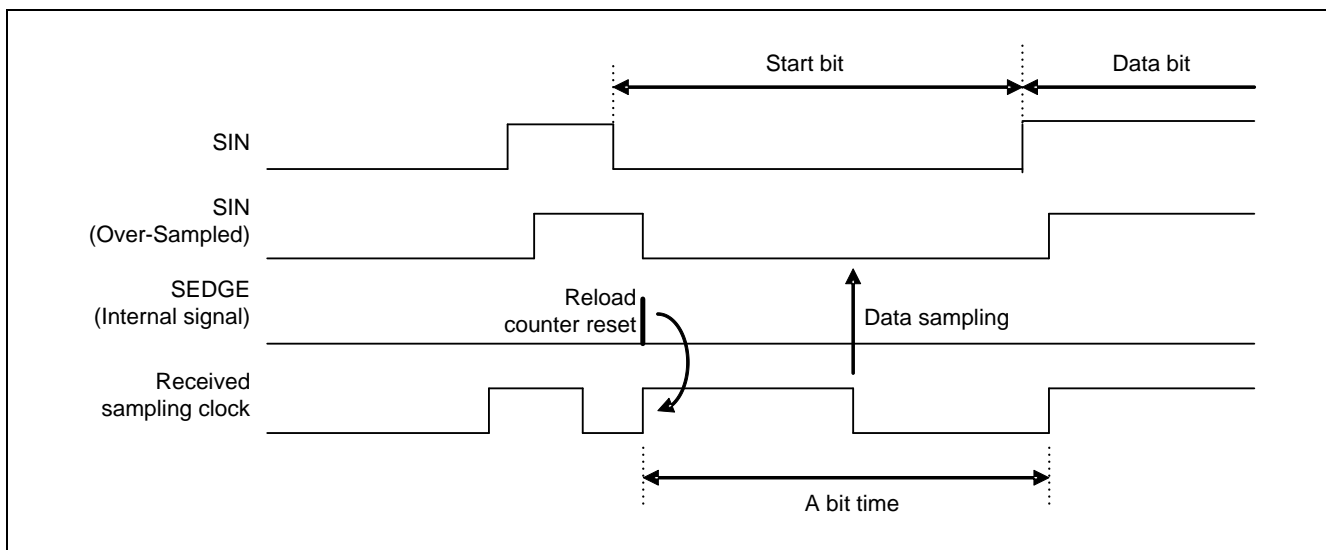 Start bit
Data bit
SIN
SIN
(Over-Sampled)
SEDGE
(Internal signal)
Reload
counter reset
Data sampling
Received
sampling clock
A bit time